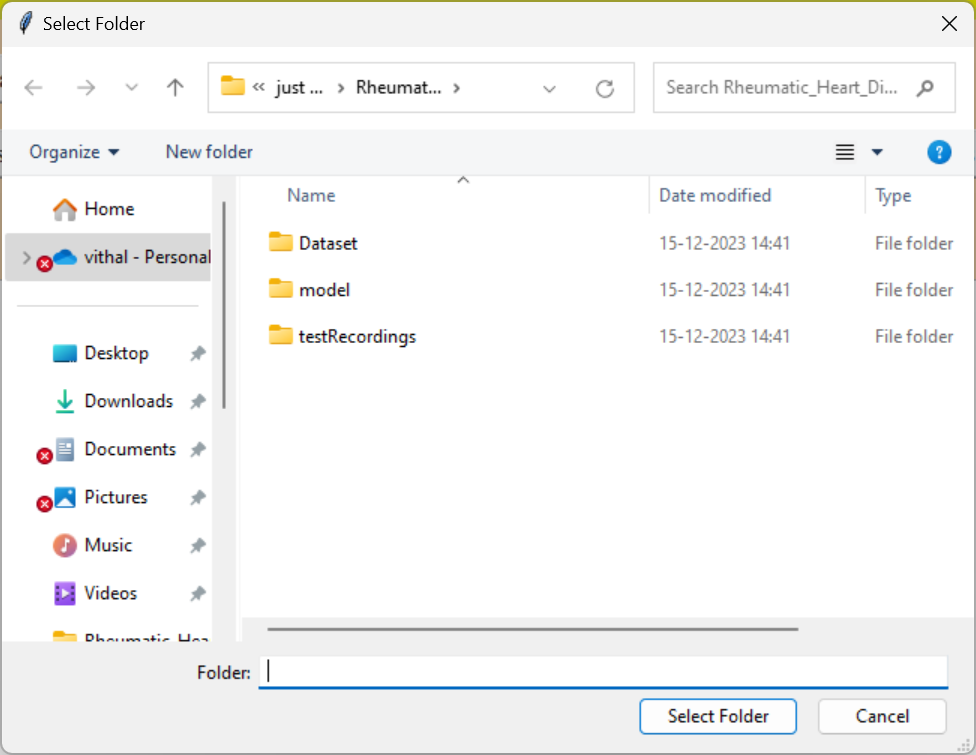 Select Folder
« just ... › Rheumat... ›
Search Rheumatic_Heart_Di...
Organize
New folder
?
Name
Date modified
Type
Home
vithal - Personal
Desktop
Downloads
Documents
Pictures
Music
Videos
Rheumatic_Hea
Dataset 15-12-2023 14:41 File folder
model 15-12-2023 14:41 File folder
testRecordings 15-12-2023 14:41 File folder
Folder:
Select Folder
Cancel